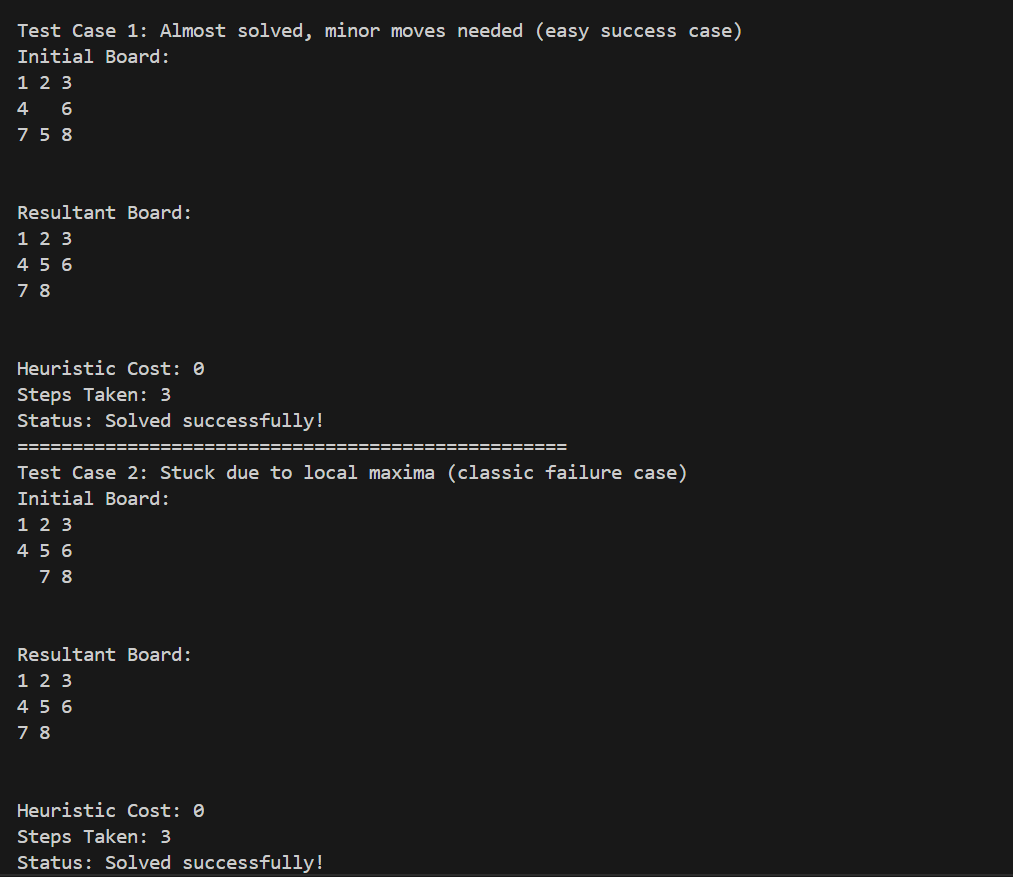 Test Case 1: Almost solved, minor moves needed (easy success case)
Initial Board:
1 2 3
4   6
7 5 8
Resultant Board:
1 2 3
4 5 6
7 8
Heuristic Cost: 0
Steps Taken: 3
Status: Solved successfully!
==================================================
Test Case 2: Stuck due to local maxima (classic failure case)
Initial Board:
1 2 3
4 5 6
  7 8
Resultant Board:
1 2 3
4 5 6
7 8
Heuristic Cost: 0
Steps Taken: 3
Status: Solved successfully!